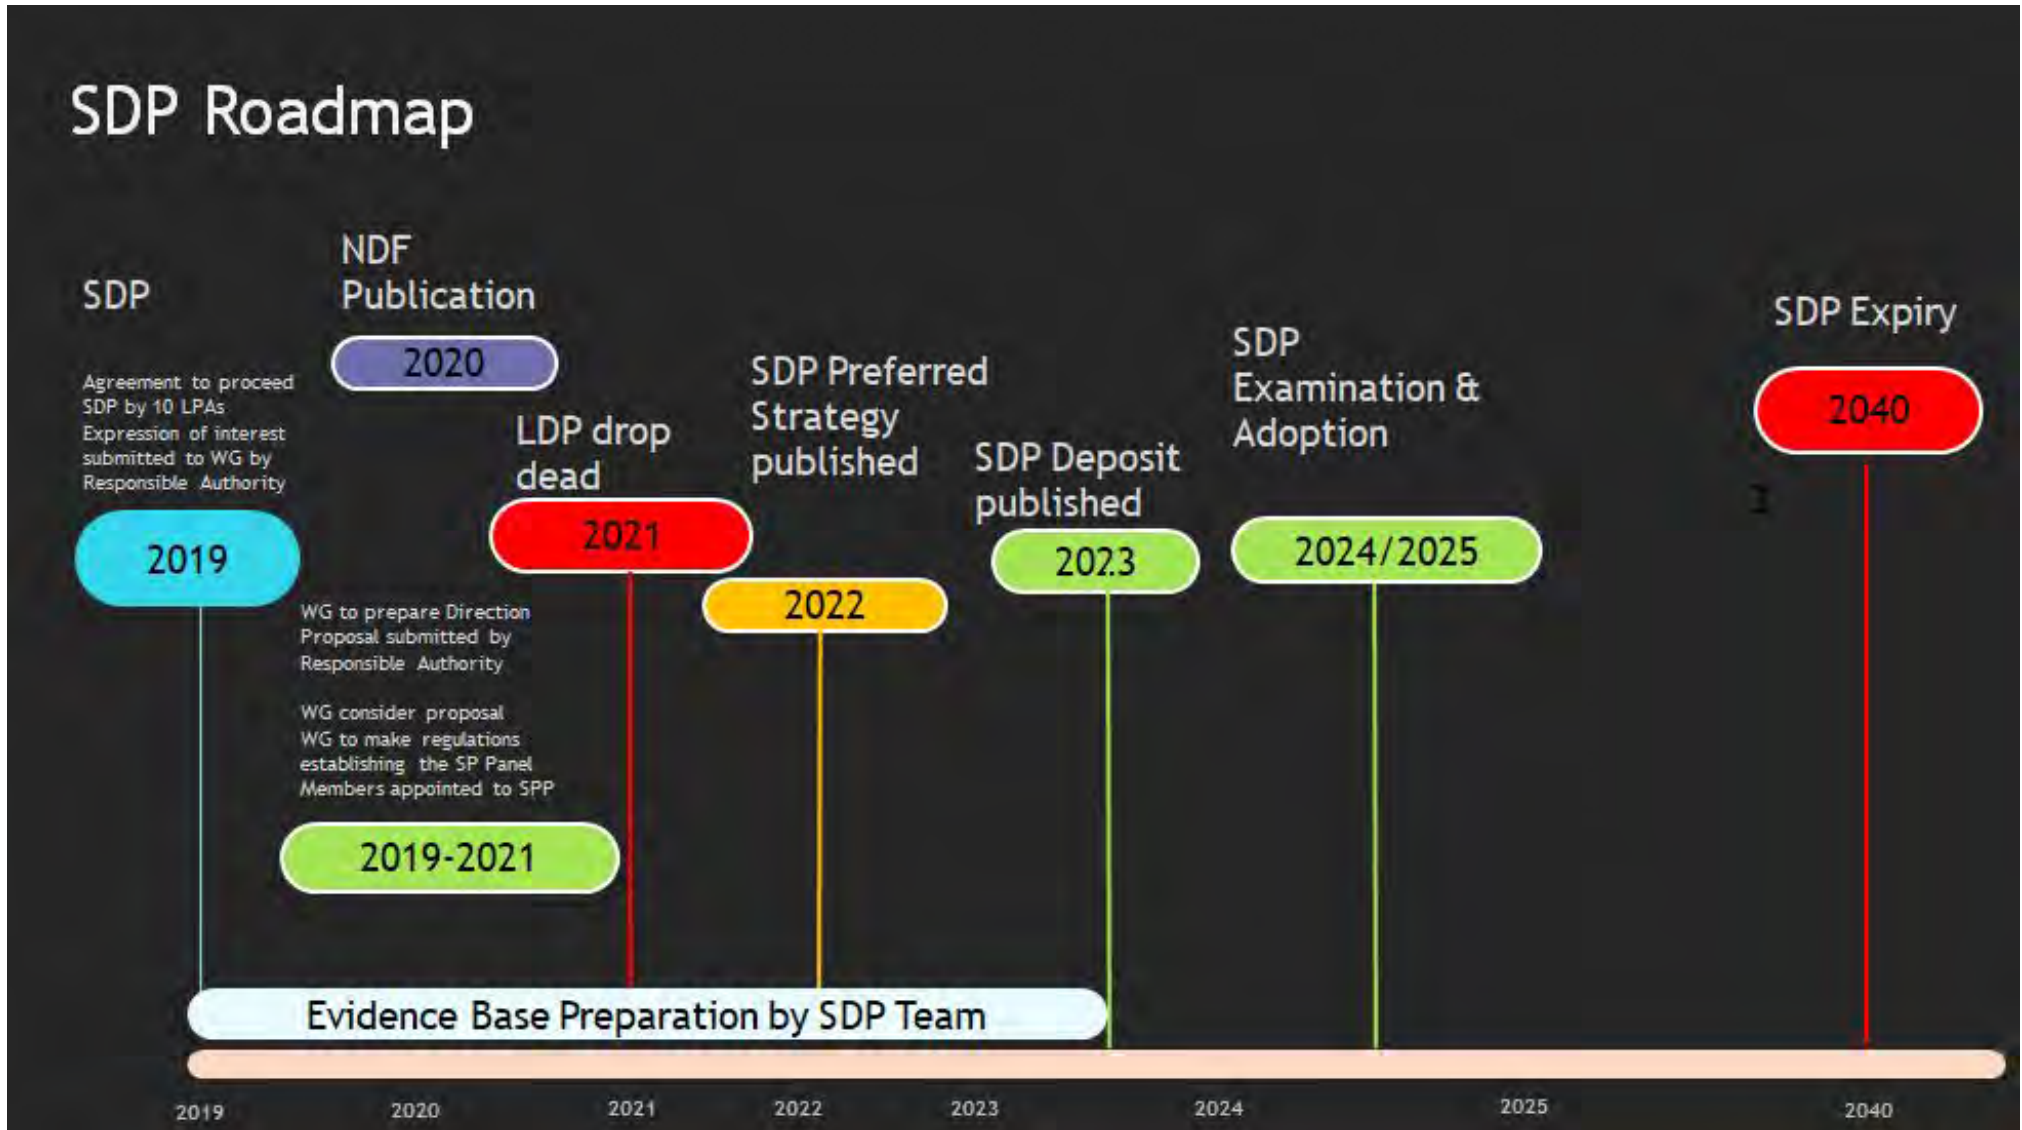 SDP Roadmap
SDP
Agreement to proceed
SDP by 10 LPAs
Expression of interest
submitted to WG by
Responsible Authority
2019
NDF
Publication
2020
WG to prepare Direction
Proposal submitted by
Responsible Authority
WG consider proposal
WG to make regulations
establishing the SP Panel
Members appointed to SPP
2019-2021
LDP drop
dead
2021
SDP Preferred
Strategy
published
2022
SDP Deposit
published
2023
SDP
Examination &
Adoption
2024/2025
SDP Expiry
2040
Evidence Base Preparation by SDP Team
2019
2020
2021
2022
2023
2024
2025
2040